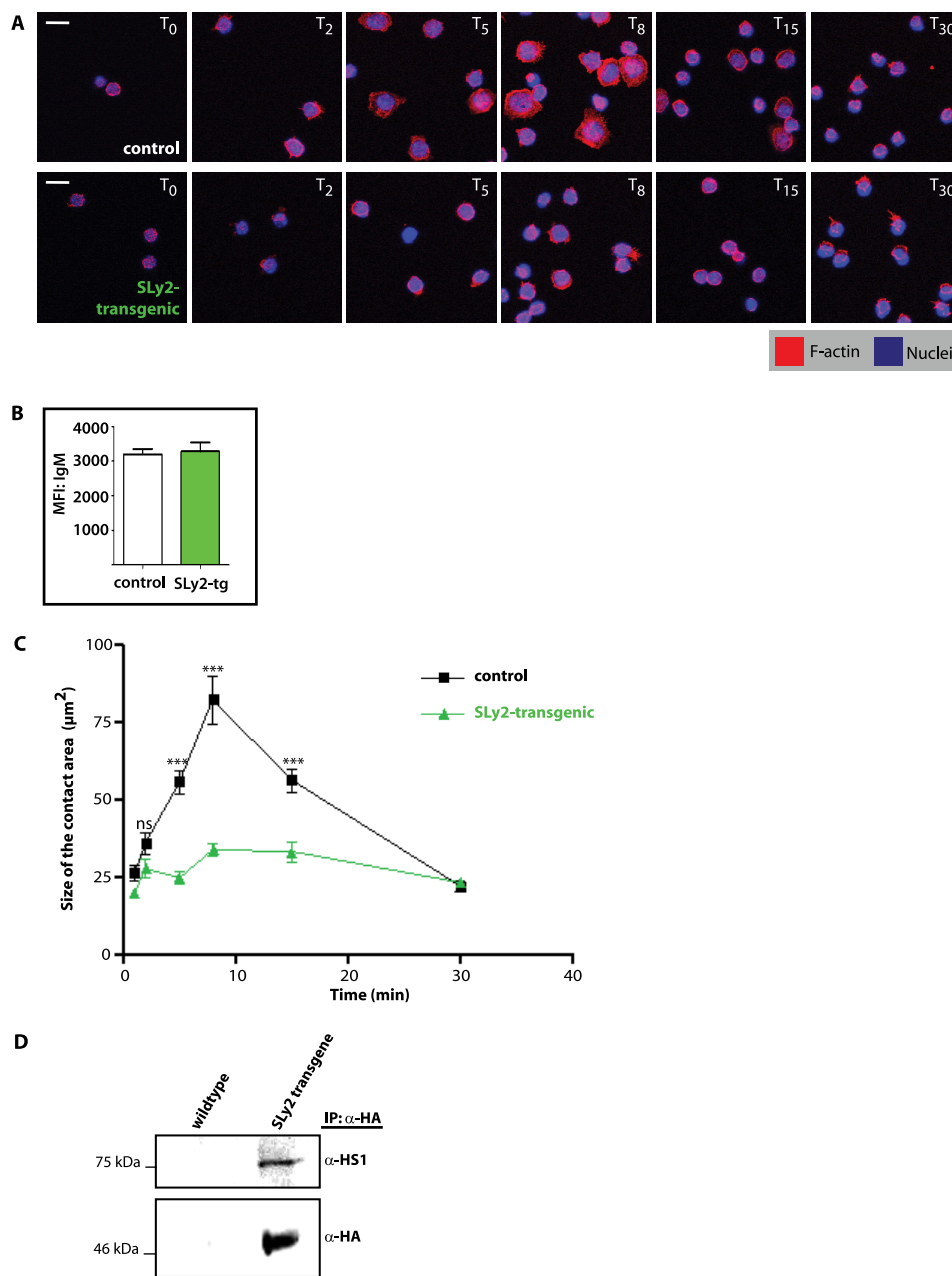 A
T0
T2
T5
T8
T15
T30
control
T0
T2
T5
T8
T15
T30
SLy2-
transgenic
F-actin
Nuclei
B
4000
3000
2000
1000
MFI: IgM
control SLy2-tg
C
100
75
50
25
0
Size of the contact area (µm²)
***
***
***
ns
control
SLy2-transgenic
0 10 20 30 40
Time (min)
D
wildtype
SLy2 transgene
IP: α-HA
75 kDa
α-HS1
46 kDa
α-HA